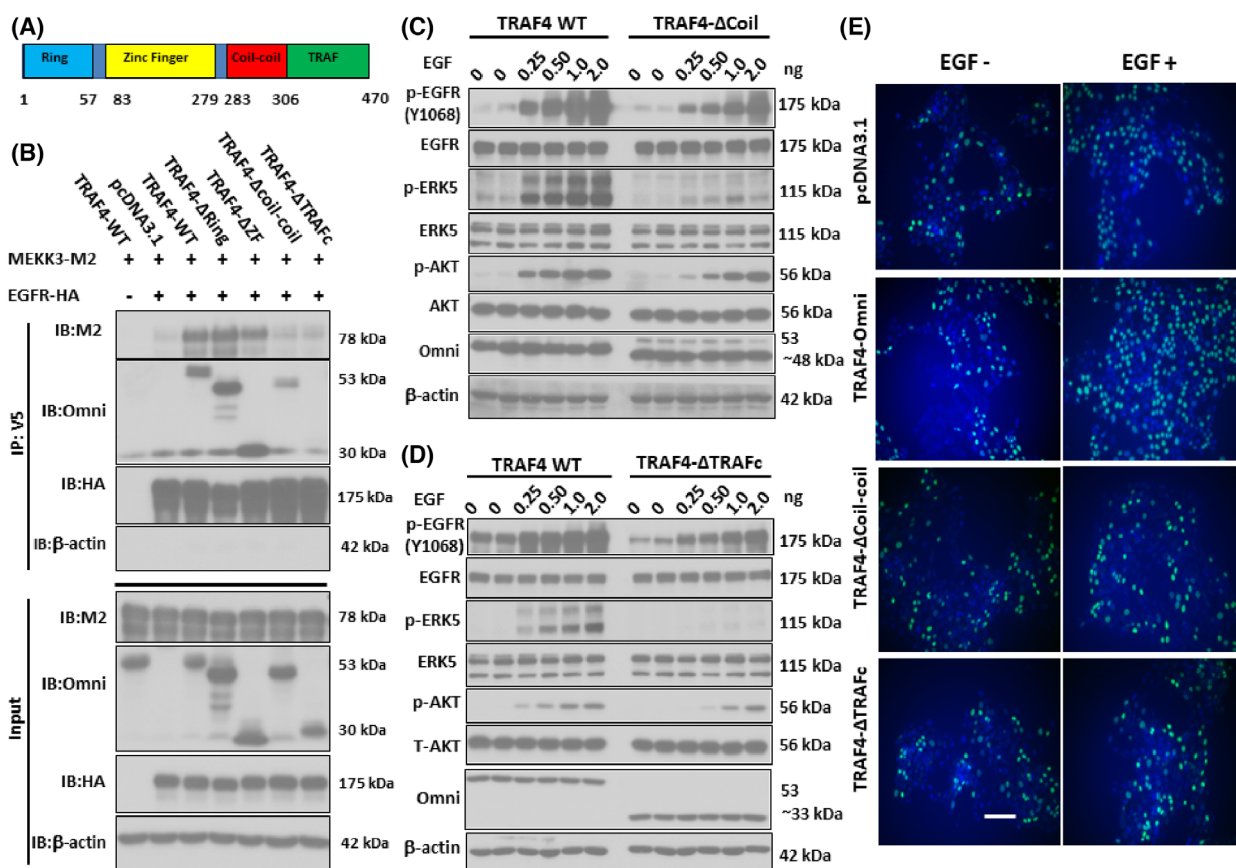 (A)
Ring Zinc Finger Coil-coil TRAF
1 57 83 279 283 306 470
(B)
TRAF4-WT
pcDNA3.1
TRAF4-WT
TRAF4-ΔRing
TRAF4-ΔZF
TRAF4-Δcoil-coil
TRAF4-ΔTRAFc
MEKK3-M2 + + + + + + +
EGFR-HA - + + + + + +
IP: V5
IB:M2 78 kDa
IB:Omni 53 kDa
30 kDa
IB:HA 175 kDa
IB:β-actin 42 kDa
Input
IB:M2 78 kDa
IB:Omni 53 kDa
30 kDa
IB:HA 175 kDa
IB:β-actin 42 kDa
(C)
TRAF4 WT TRAF4-ΔCoil
EGF 0 0 0.25 0.50 1.0 2.0 0 0 0.25 0.50 1.0 2.0 ng
p-EGFR
(Y1068) 175 kDa
EGFR 175 kDa
p-ERK5 115 kDa
ERK5 115 kDa
p-AKT 56 kDa
AKT 56 kDa
Omni 53
~48 kDa
β-actin 42 kDa
(D)
TRAF4 WT TRAF4-ΔTRAFc
EGF 0 0 0.25 0.50 1.0 2.0 0 0 0.25 0.50 1.0 2.0 ng
p-EGFR
(Y1068) 175 kDa
EGFR 175 kDa
p-ERK5 115 kDa
ERK5 115 kDa
p-AKT 56 kDa
T-AKT 56 kDa
Omni 53
~33 kDa
β-actin 42 kDa
(E)
EGF - EGF +
pcDNA3.1
TRAF4-Omni
TRAF4-ΔCoil-coil
TRAF4-ΔTRAFc